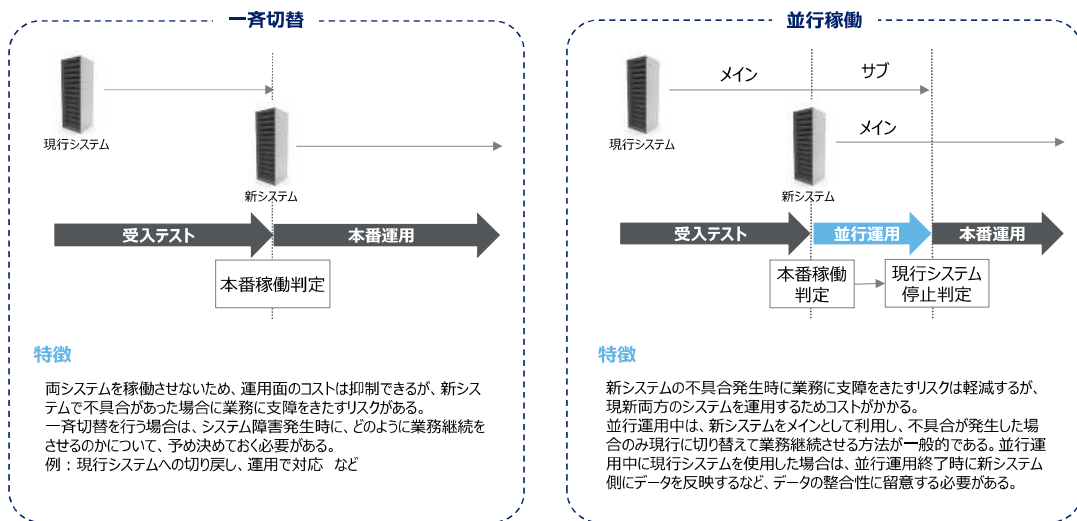 一斉切替
現行システム
新システム
受入テスト
本番運用
本番稼働判定
特徴
両システムを稼働させないため、運用面のコストは抑制できるが、新シス
テムで不具合があった場合に業務に支障をきたすリスクがある。
一斉切替を行う場合は、システム障害発生時に、どのように業務継続を
させるのかについて、予め決めておく必要がある。
例：現行システムへの切り戻し、運用で対応 など
並行稼働
メイン
サブ
現行システム
メイン
新システム
受入テスト
並行運用
本番運用
本番稼働
判定
現行システム
停止判定
特徴
新システムの不具合発生時に業務に支障をきたすリスクは軽減するが、
現新両方のシステムを運用するためコストがかかる。
並行運用中は、新システムをメインとして利用し、不具合が発生した場
合のみ現行に切り替えて業務継続させる方法が一般的である。並行運
用中に現行システムを使用した場合は、並行運用終了時に新システム
側にデータを反映するなど、データの整合性に留意する必要がある。